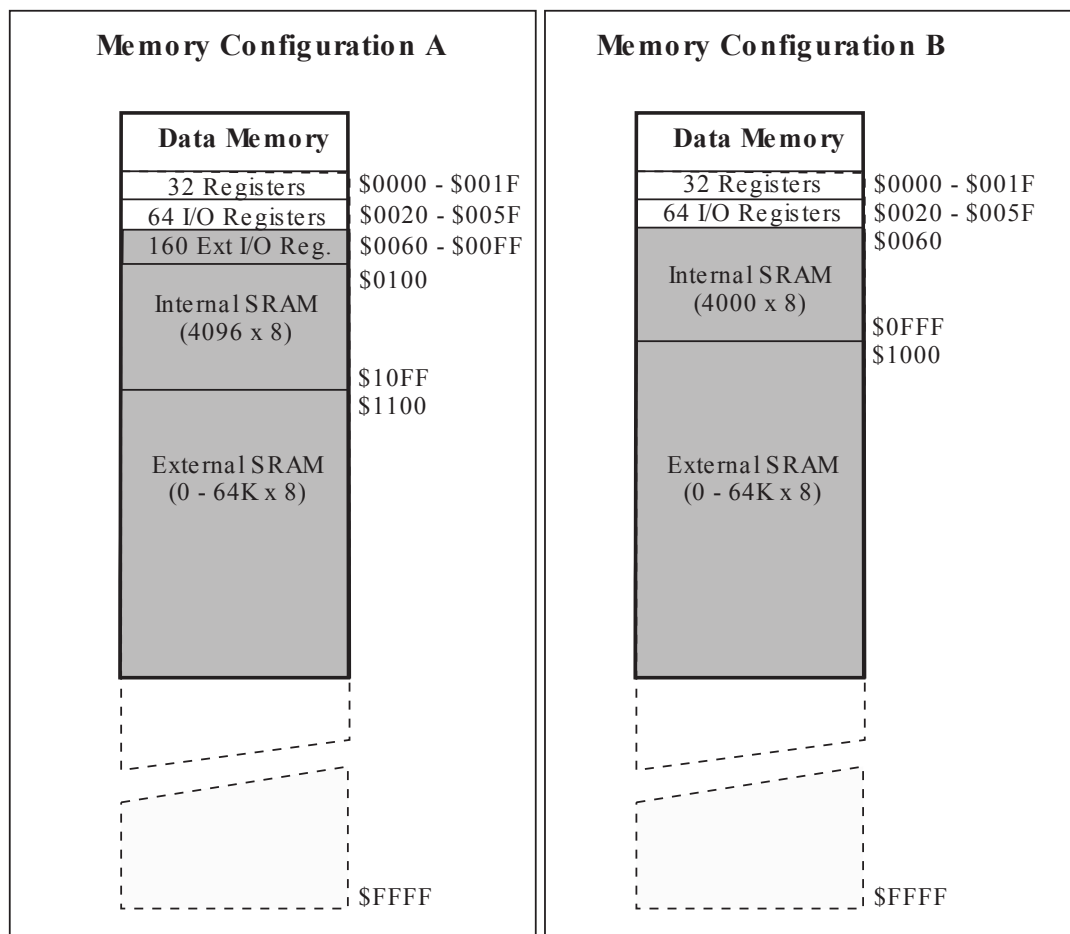 Memory Configuration A
Data Memory
32 Registers
$0000 - $001F
64 I/O Registers
$0020 - $005F
160 Ext I/O Reg.
$0060 - $00FF
$0100
Internal SRAM
(4096 x 8)
$10FF
$1100
External SRAM
(0 - 64K x 8)
$FFFF
Memory Configuration B
Data Memory
32 Registers
$0000 - $001F
64 I/O Registers
$0020 - $005F
$0060
Internal SRAM
(4000 x 8)
$0FFF
$1000
External SRAM
(0 - 64K x 8)
$FFFF